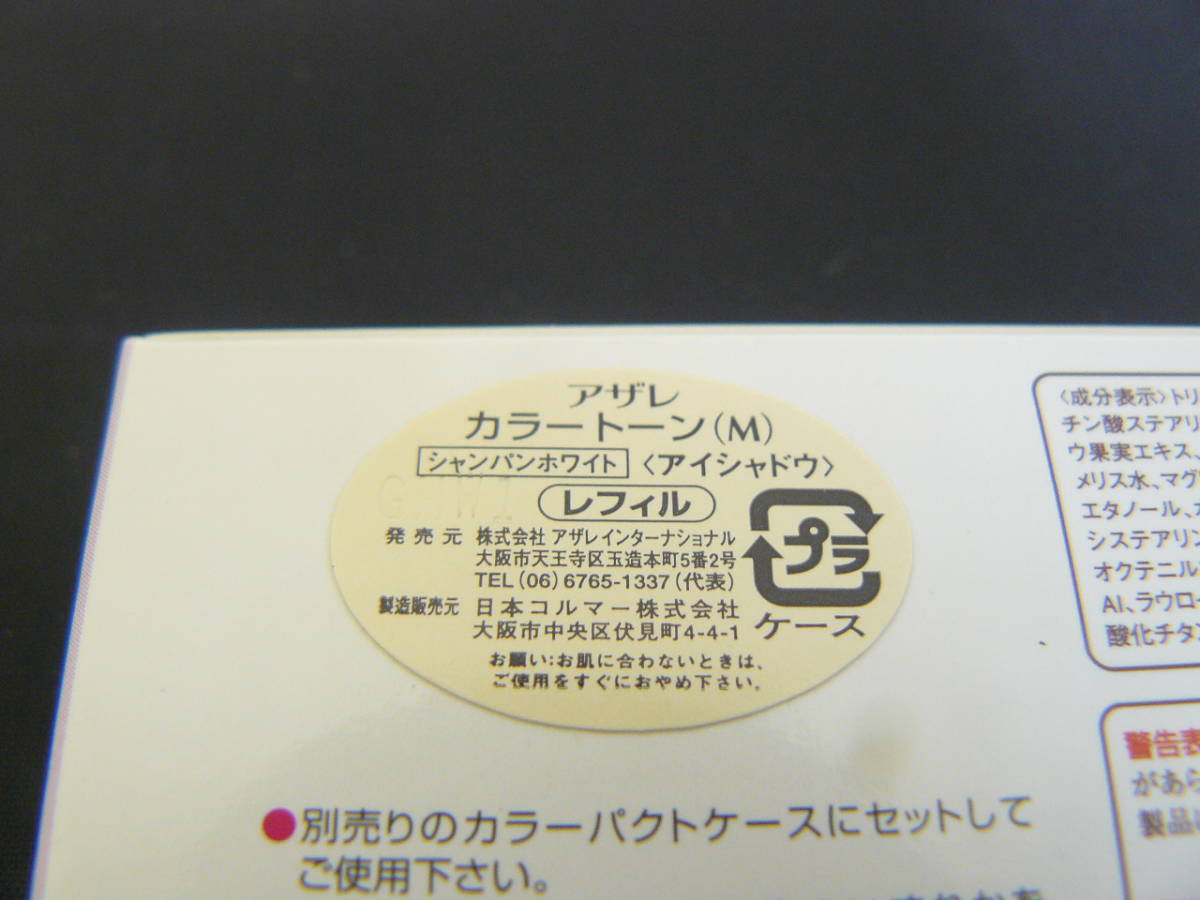 アザレ
カラートーン(M)
シャンパンホワイト 〈アイシャドウ〉
レフィル
プラ
ケース
発売元 株式会社 アザレインターナショナル
大阪市天王寺区玉造本町5番2号
TEL(06)6765-1337(代表)
製造販売元 日本コルマー株式会社
大阪市中央区伏見町4-4-1
お願い:お肌に合わないときは、
ご使用をすぐにおやめ下さい。
●別売りのカラーパクトケースにセットして
ご使用下さい。
〈成分表示〉トリ
チン酸ステアリ
ウ果実エキス、
メリス水、マグ
エタノール、
システアリン
オクテニル
Al、ラウロ
酸化チタ
警告表
があら
製品